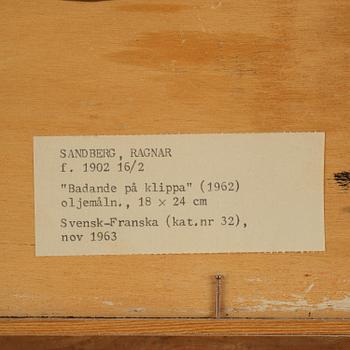 SANDBERG, RAGNAR
f. 1902 16/2
"Badande på klippa" (1962)
oljemåln., 18 x 24 cm
Svensk-Franska (kat.nr 32),
nov 1963